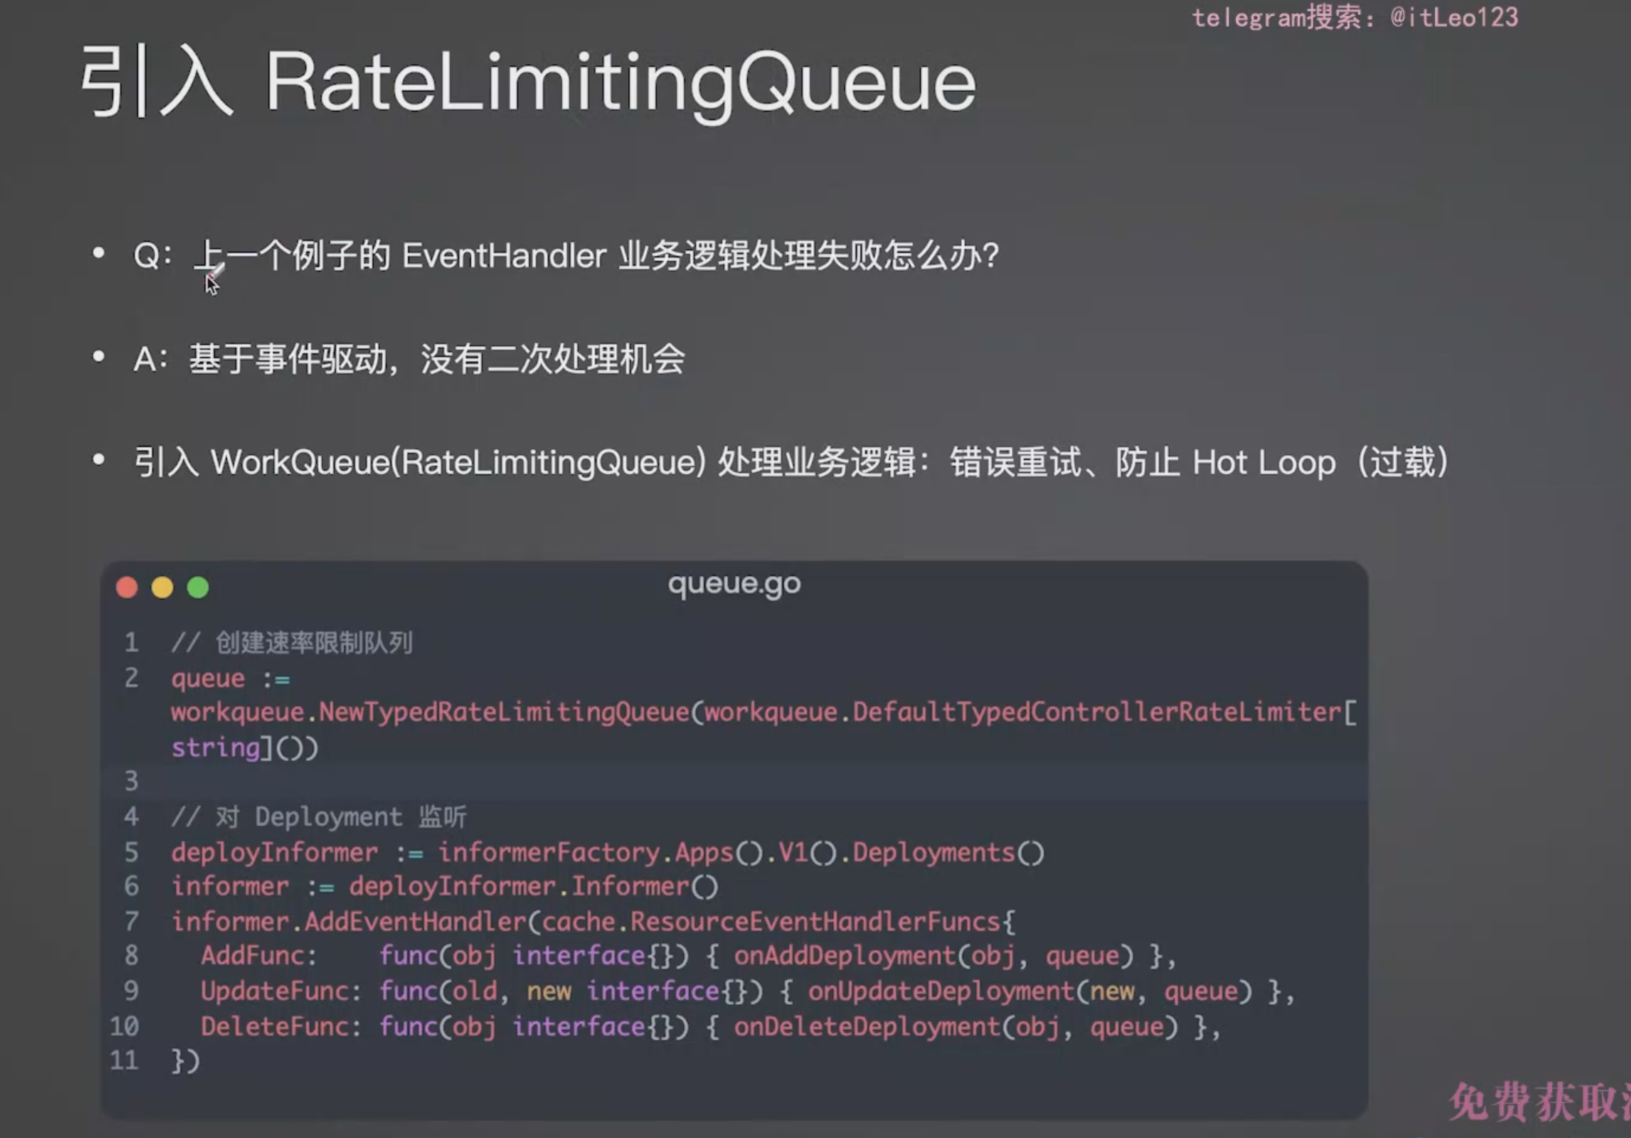 telegram搜索：@itLeo123
引入 RateLimitingQueue
• Q：上一个例子的 EventHandler 业务逻辑处理失败怎么办？
• A：基于事件驱动，没有二次处理机会
• 引入 WorkQueue(RateLimitingQueue) 处理业务逻辑：错误重试、防止 Hot Loop（过载）
queue.go
1 // 创建速率限制队列
2 queue :=
workqueue.NewTypedRateLimitingQueue(workqueue.DefaultTypedControllerRateLimiter[
string]())
3
4 // 对 Deployment 监听
5 deployInformer := informerFactory.Apps().V1().Deployments()
6 informer := deployInformer.Informer()
7 informer.AddEventHandler(cache.ResourceEventHandlerFuncs{
8   AddFunc:    func(obj interface{}) { onAddDeployment(obj, queue) },
9   UpdateFunc: func(old, new interface{}) { onUpdateDeployment(new, queue) },
10   DeleteFunc: func(obj interface{}) { onDeleteDeployment(obj, queue) },
11 })
免费获取